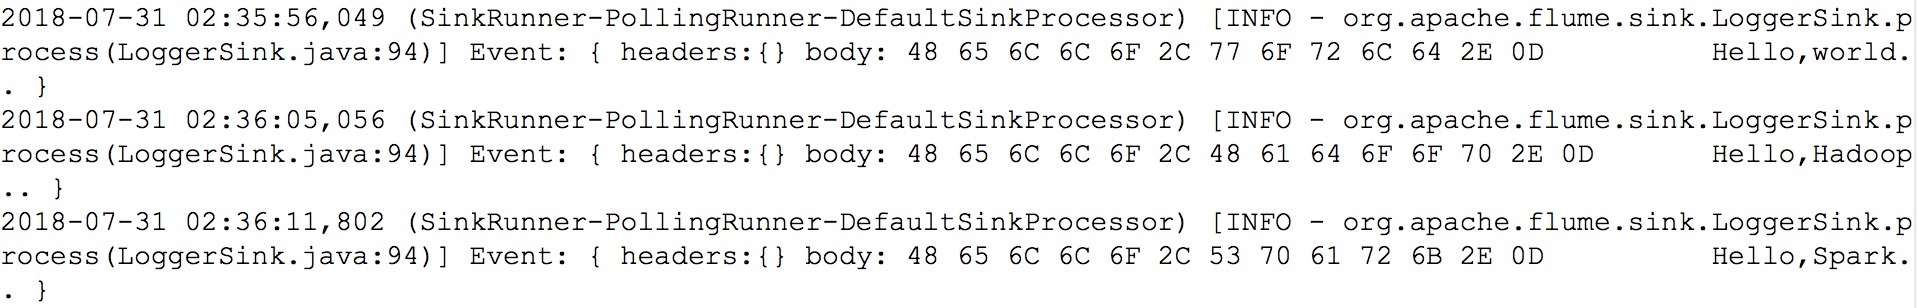 2018-07-31 02:35:56,049 (SinkRunner-PollingRunner-DefaultSinkProcessor) [INFO - org.apache.flume.sink.LoggerSink.p
rocess(LoggerSink.java:94)] Event: { headers:{} body: 48 65 6C 6C 6F 2C 77 6F 72 6C 64 2E 0D       Hello,world.
. }
2018-07-31 02:36:05,056 (SinkRunner-PollingRunner-DefaultSinkProcessor) [INFO - org.apache.flume.sink.LoggerSink.p
rocess(LoggerSink.java:94)] Event: { headers:{} body: 48 65 6C 6C 6F 2C 48 61 64 6F 6F 70 2E 0D       Hello,Hadoop
.. }
2018-07-31 02:36:11,802 (SinkRunner-PollingRunner-DefaultSinkProcessor) [INFO - org.apache.flume.sink.LoggerSink.p
rocess(LoggerSink.java:94)] Event: { headers:{} body: 48 65 6C 6C 6F 2C 53 70 61 72 6B 2E 0D       Hello,Spark.
. }